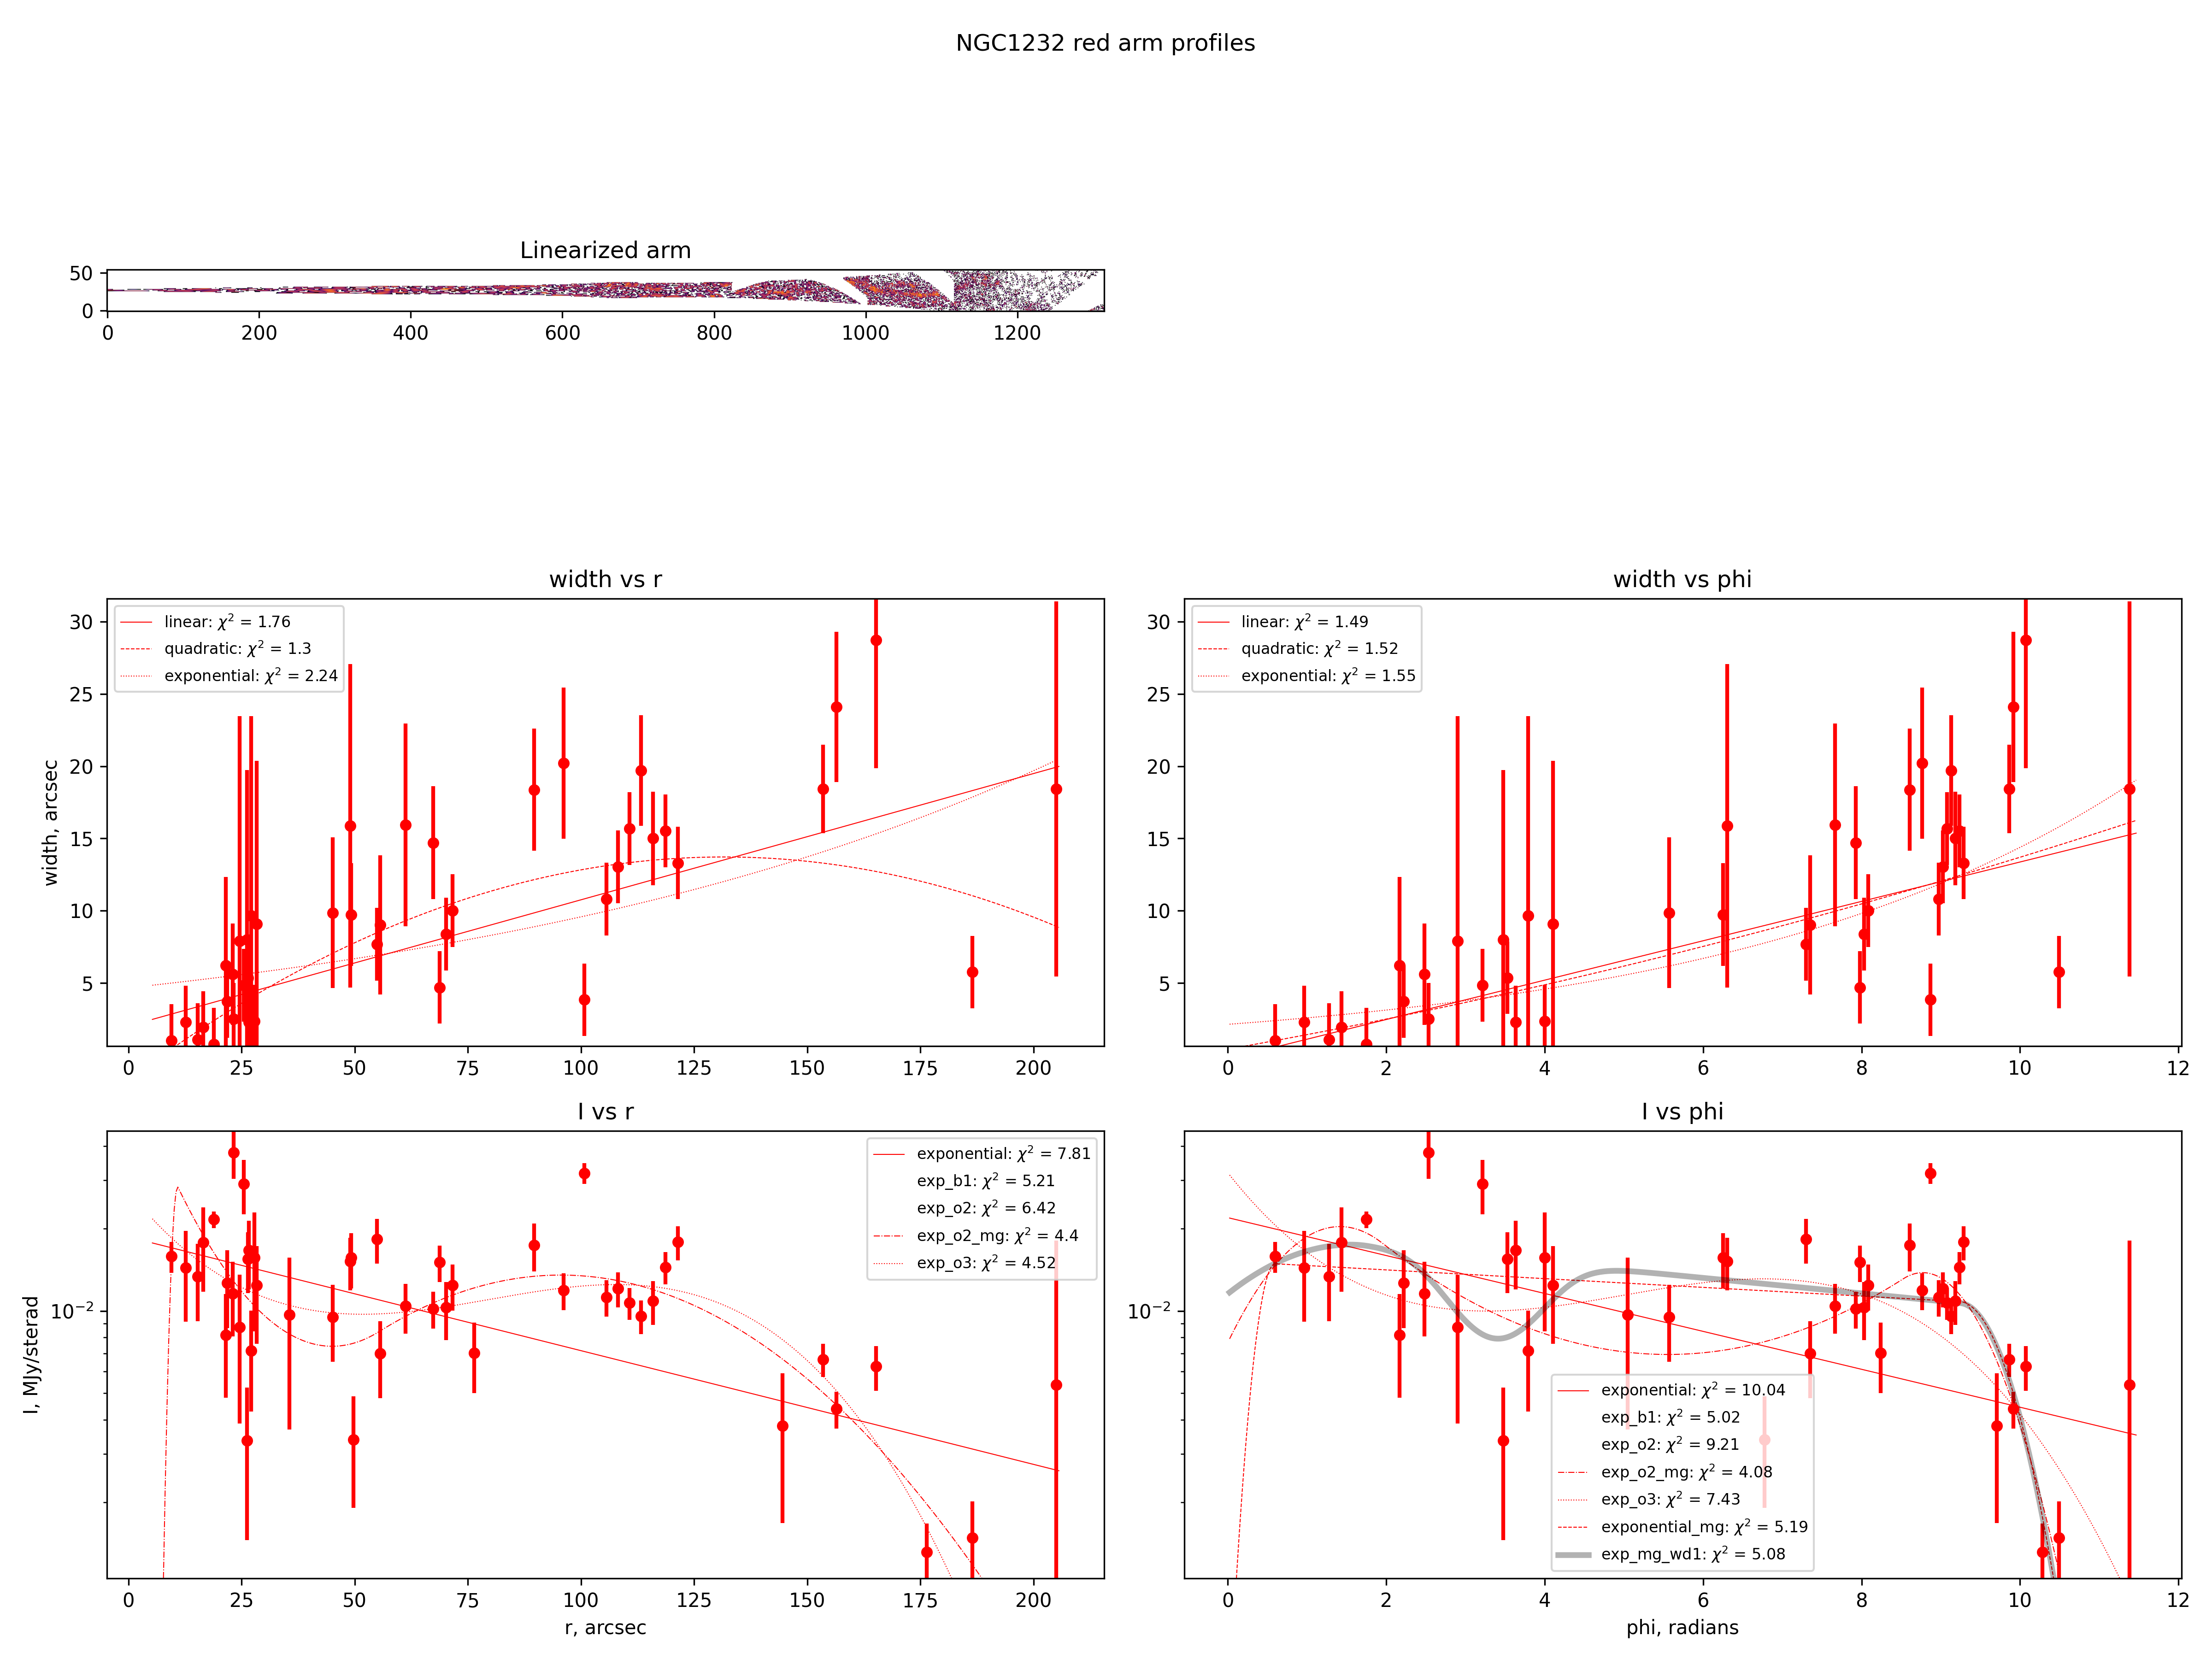 NGC1232 red arm profiles
Linearized arm
50
0
0 200 400 600 800 1000 1200
width vs r
linear: χ² = 1.76
quadratic: χ² = 1.3
exponential: χ² = 2.24
width, arcsec
30
25
20
15
10
5
0 25 50 75 100 125 150 175 200
width vs phi
linear: χ² = 1.49
quadratic: χ² = 1.52
exponential: χ² = 1.55
30
25
20
15
10
5
0 2 4 6 8 10 12
I vs r
exponential: χ² = 7.81
exp_b1: χ² = 5.21
exp_o2: χ² = 6.42
exp_o2_mg: χ² = 4.4
exp_o3: χ² = 4.52
I, MJy/sterad
10⁻²
0 25 50 75 100 125 150 175 200
r, arcsec
I vs phi
10⁻²
exponential: χ² = 10.04
exp_b1: χ² = 5.02
exp_o2: χ² = 9.21
exp_o2_mg: χ² = 4.08
exp_o3: χ² = 7.43
exponential_mg: χ² = 5.19
exp_mg_wd1: χ² = 5.08
0 2 4 6 8 10 12
phi, radians